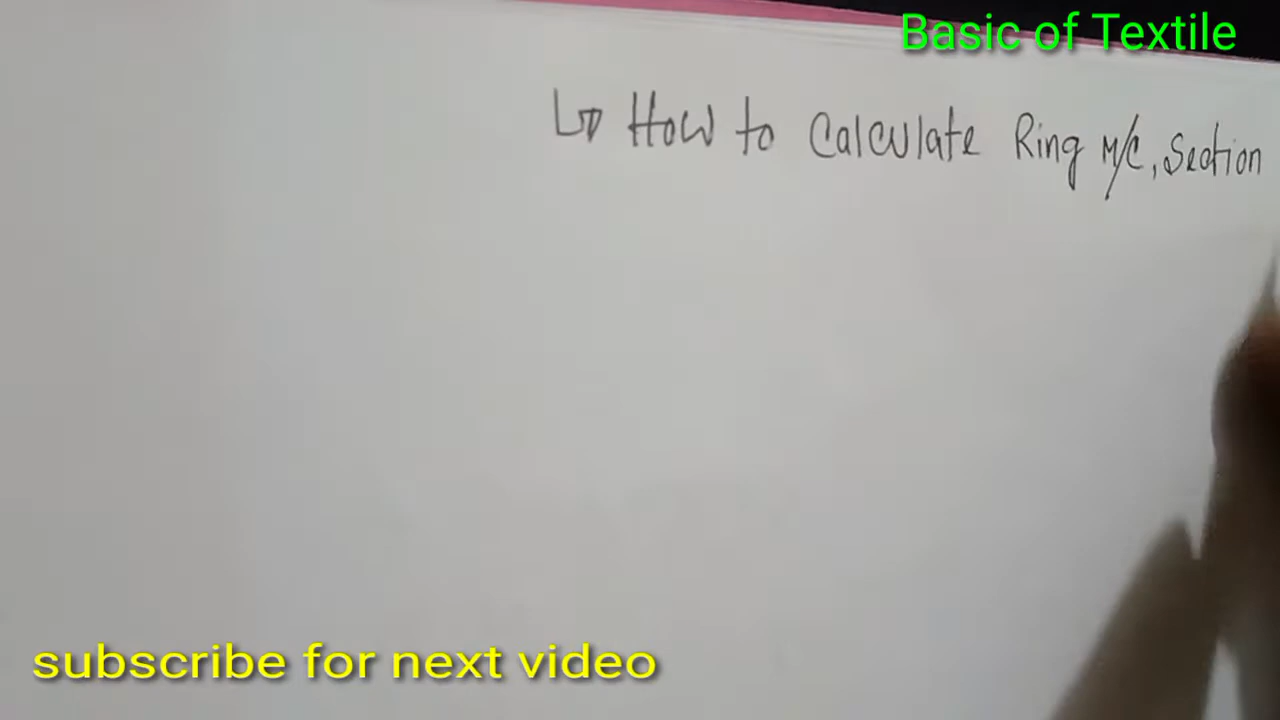 Basic of Textile
How to Calculate Ring M/C, Section
subscribe for next video